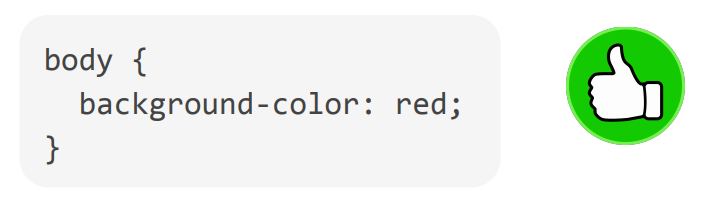 body {
  background-color: red;
}